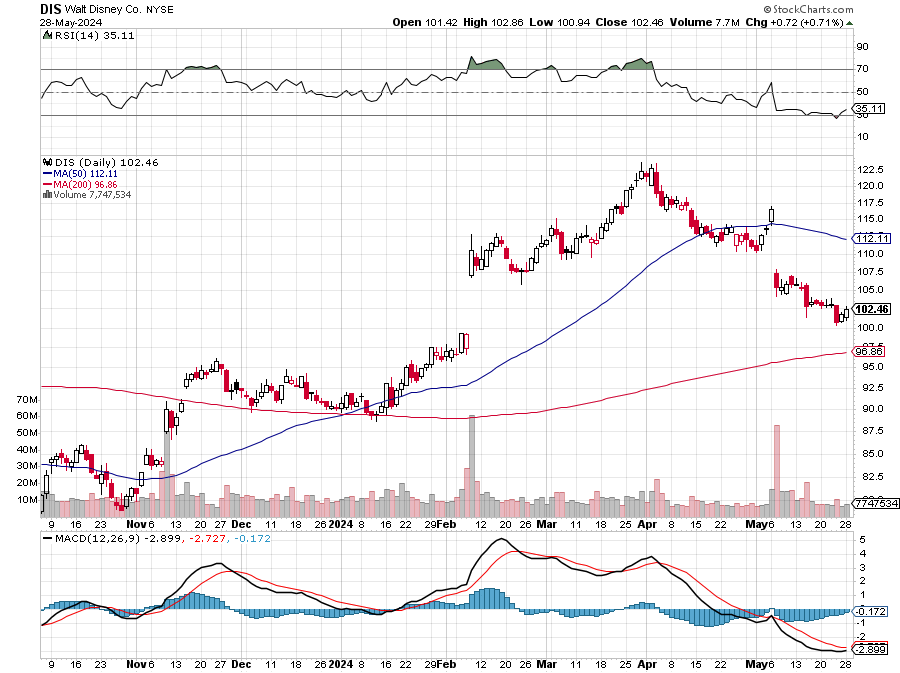 DIS Walt Disney Co. NYSE © StockCharts.com
28-May-2024 Open 101.42 High 102.86 Low 100.94 Close 102.46 Volume 7.7M Chg +0.72 (+0.71%)
RSI(14) 35.11
90
70
50
35.11
30
10
DIS (Daily) 102.46
MA(50) 112.11
MA(200) 96.86
Volume 7,747,534
122.5
120.0
117.5
115.0
112.11
110.0
107.5
105.0
102.46
100.0
97.5
96.86
95.0
92.5
90.0
87.5
85.0
82.5
7747534
70M
60M
50M
40M
30M
20M
10M
9 16 23 Nov 6 13 20 27 Dec 11 18 26 2024 8 16 22 29 Feb 12 20 26 Mar 11 18 25 Apr 8 15 22 May 6 13 20 28
MACD(12,26,9) -2.899, -2.727, -0.172
5
4
3
2
1
-0.172
-1
-2
-2.899
9 16 23 Nov 6 13 20 27 Dec 11 18 26 2024 8 16 22 29 Feb 12 20 26 Mar 11 18 25 Apr 8 15 22 May 6 13 20 28